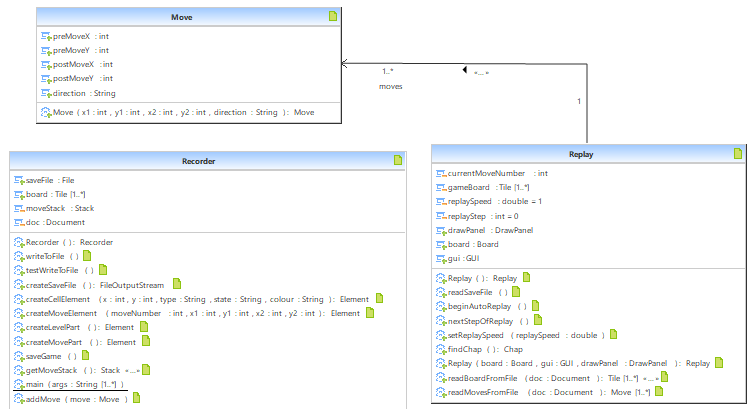 Move
preMoveX : int
preMoveY : int
postMoveX : int
postMoveY : int
direction : String
Move ( x1 : int , y1 : int , x2 : int , y2 : int , direction : String ) : Move
1..*
«...»
moves
1
Recorder
saveFile : File
board : Tile [1..*]
moveStack : Stack
doc : Document
Recorder ( ) : Recorder
writeToFile ( )
testWriteToFile ( )
createSaveFile ( ) : FileOutputStream
createCellElement ( x : int , y : int , type : String , state : String , colour : String ) : Element
createMoveElement ( moveNumber : int , x1 : int , y1 : int , x2 : int , y2 : int ) : Element
createLevelPart ( ) : Element
createMovePart ( ) : Element
saveGame ( )
getMoveStack ( ) : Stack «...»
main ( args : String [1..*] )
addMove ( move : Move )
Replay
currentMoveNumber : int
gameBoard : Tile [1..*]
replaySpeed : double = 1
replayStep : int = 0
drawPanel : DrawPanel
board : Board
gui : GUI
Replay ( ) : Replay
readSaveFile ( )
beginAutoReplay ( )
nextStepOfReplay ( )
setReplaySpeed ( replaySpeed : double )
findChap ( ) : Chap
Replay ( board : Board , gui : GUI , drawPanel : DrawPanel ) : Replay
readBoardFromFile ( doc : Document ) : Tile [1..*] «...»
readMovesFromFile ( doc : Document ) : Move [1..*]